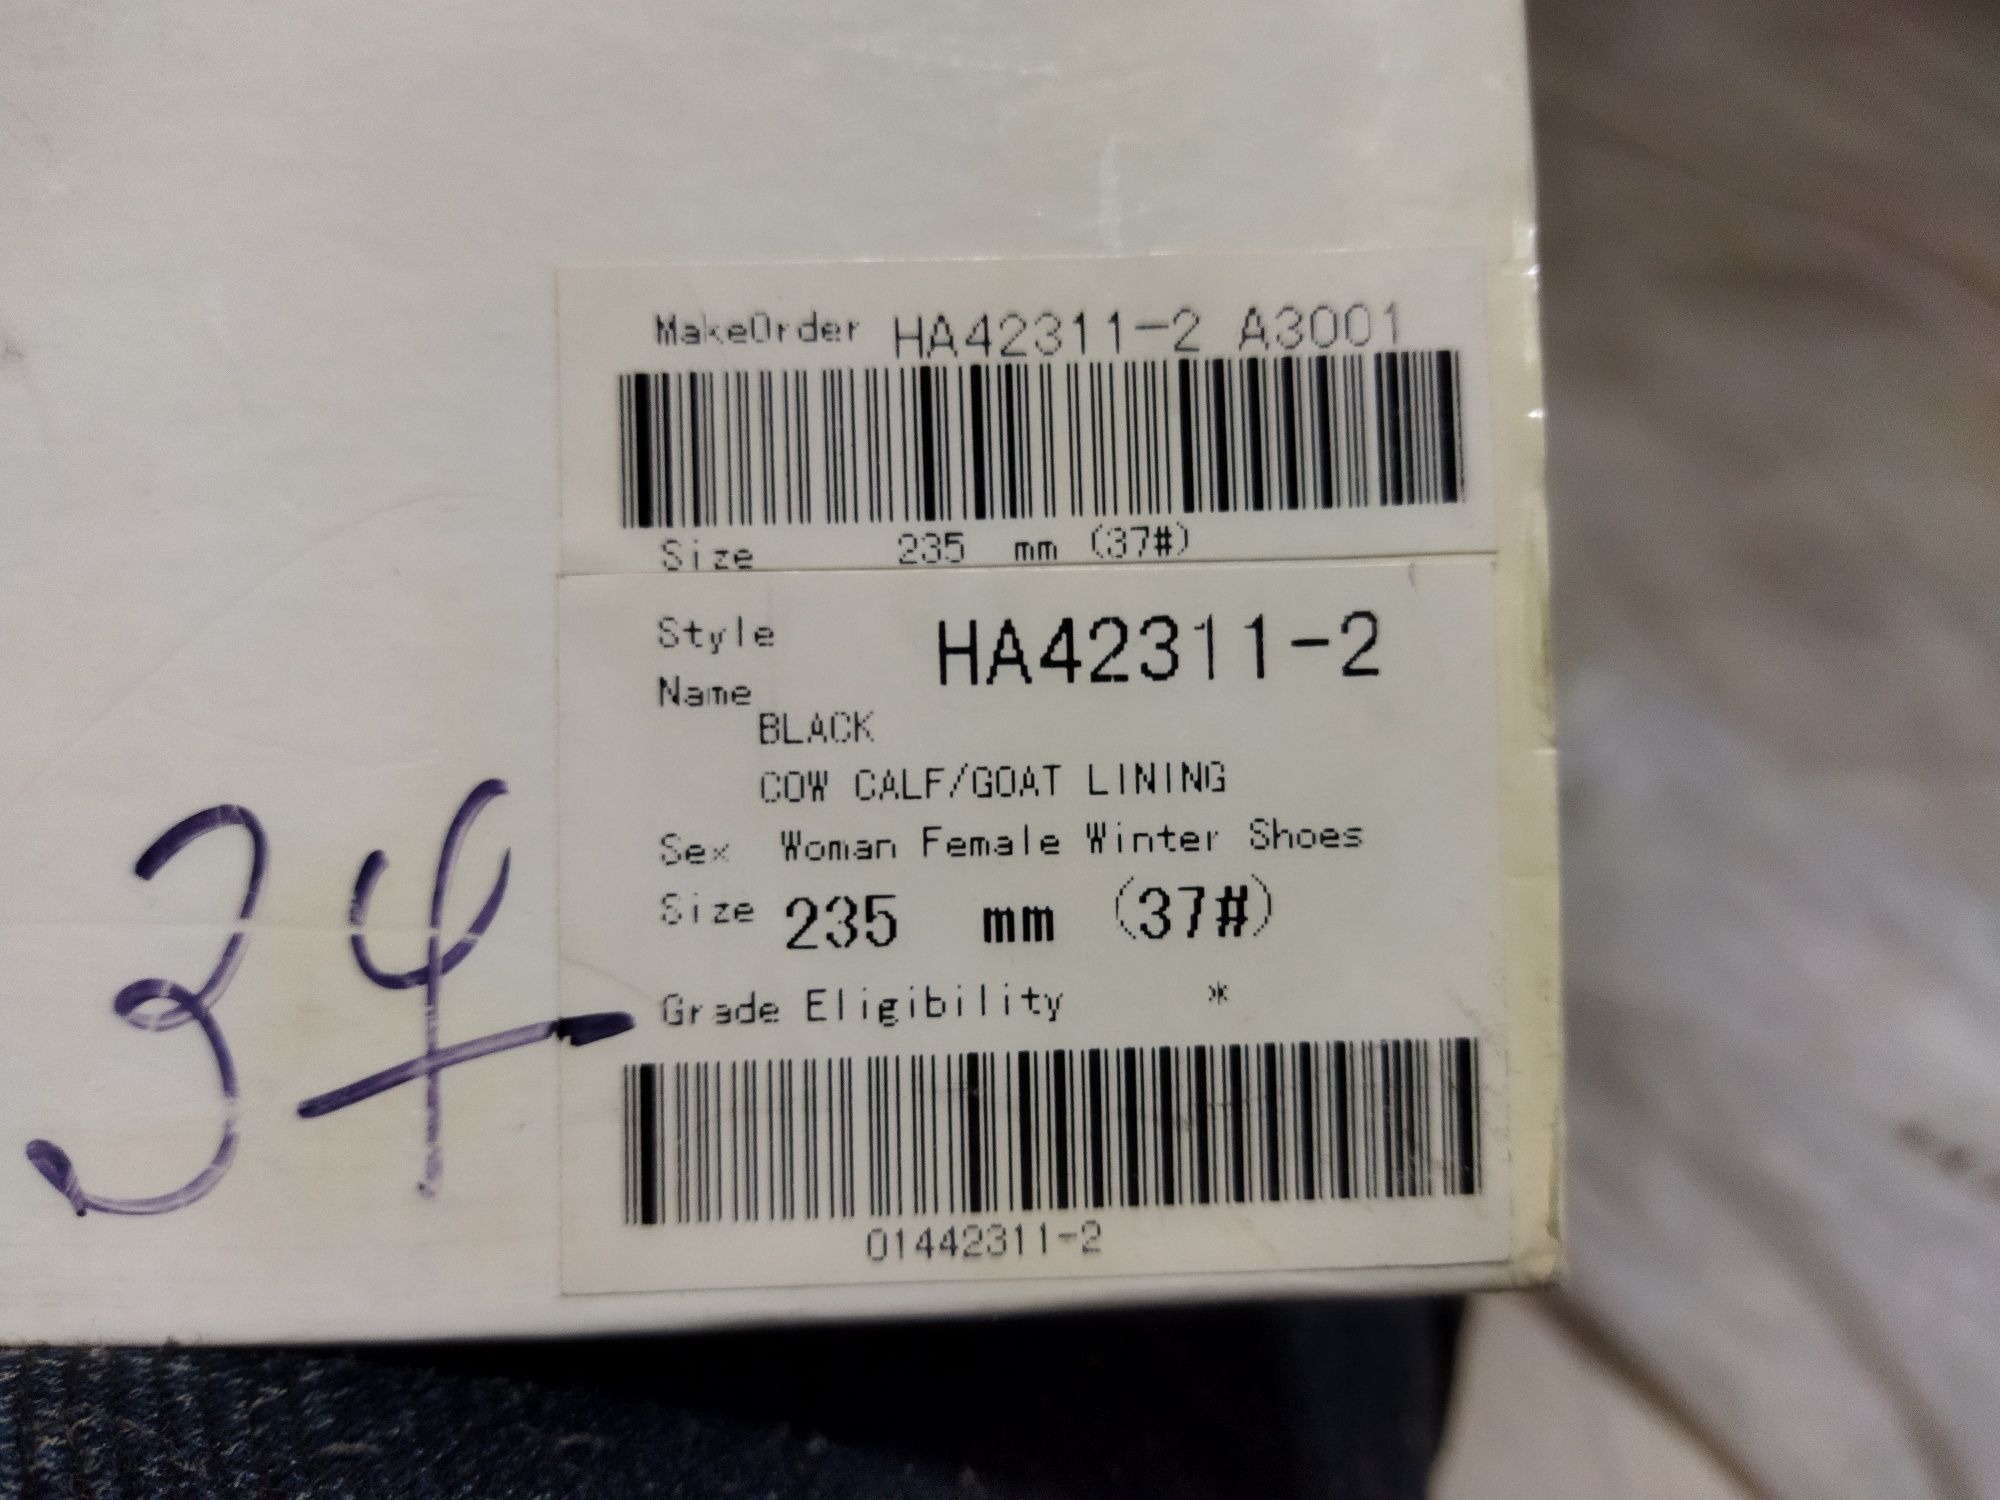 MakeOrder HA42311-2 A3001
Size 235 mm (37#)
Style HA42311-2
Name
BLACK
COW CALF/GOAT LINING
Sex Woman Female Winter Shoes
Size 235 mm (37#)
Grade Eligibility *
01442311-2
34